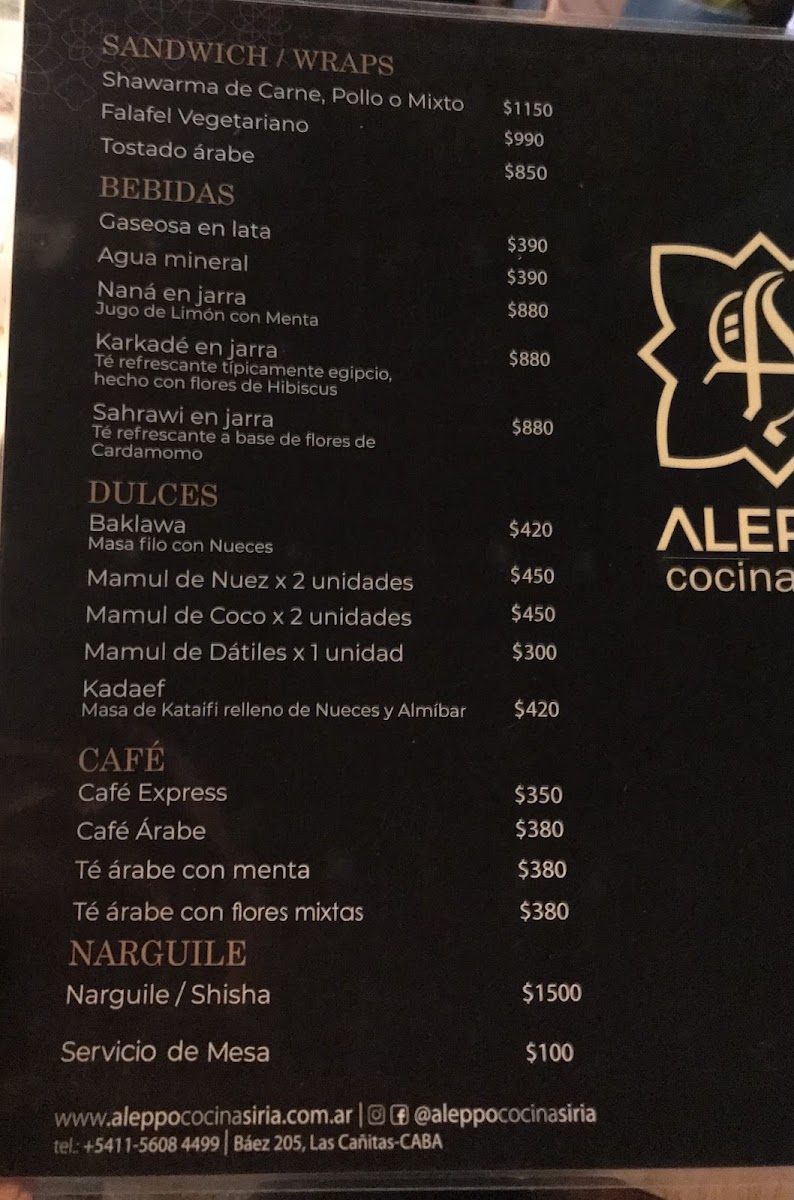 SANDWICH / WRAPS
Shawarma de Carne, Pollo o Mixto $1150
Falafel Vegetariano $990
Tostado árabe $850
BEBIDAS
Gaseosa en lata $390
Agua mineral $390
Naná en jarra $880
Jugo de Limón con Menta
Karkadé en jarra $880
Té refrescante típicamente egipcio,
hecho con flores de Hibiscus
Sahrawi en jarra $880
Té refrescante a base de flores de
Cardamomo
DULCES
Baklawa $420
Masa filo con Nueces
Mamul de Nuez x 2 unidades $450
Mamul de Coco x 2 unidades $450
Mamul de Dátiles x 1 unidad $300
Kadaef $420
Masa de Kataifi relleno de Nueces y Almíbar
CAFÉ
Café Express $350
Café Árabe $380
Té árabe con menta $380
Té árabe con flores mixtas $380
NARGUILE
Narguile / Shisha $1500
Servicio de Mesa $100
www.aleppococinasiria.com.ar | @aleppococinasiria
tel.: +5411-5608 4499 | Báez 205, Las Cañitas-CABA
A
ALEP
cocina